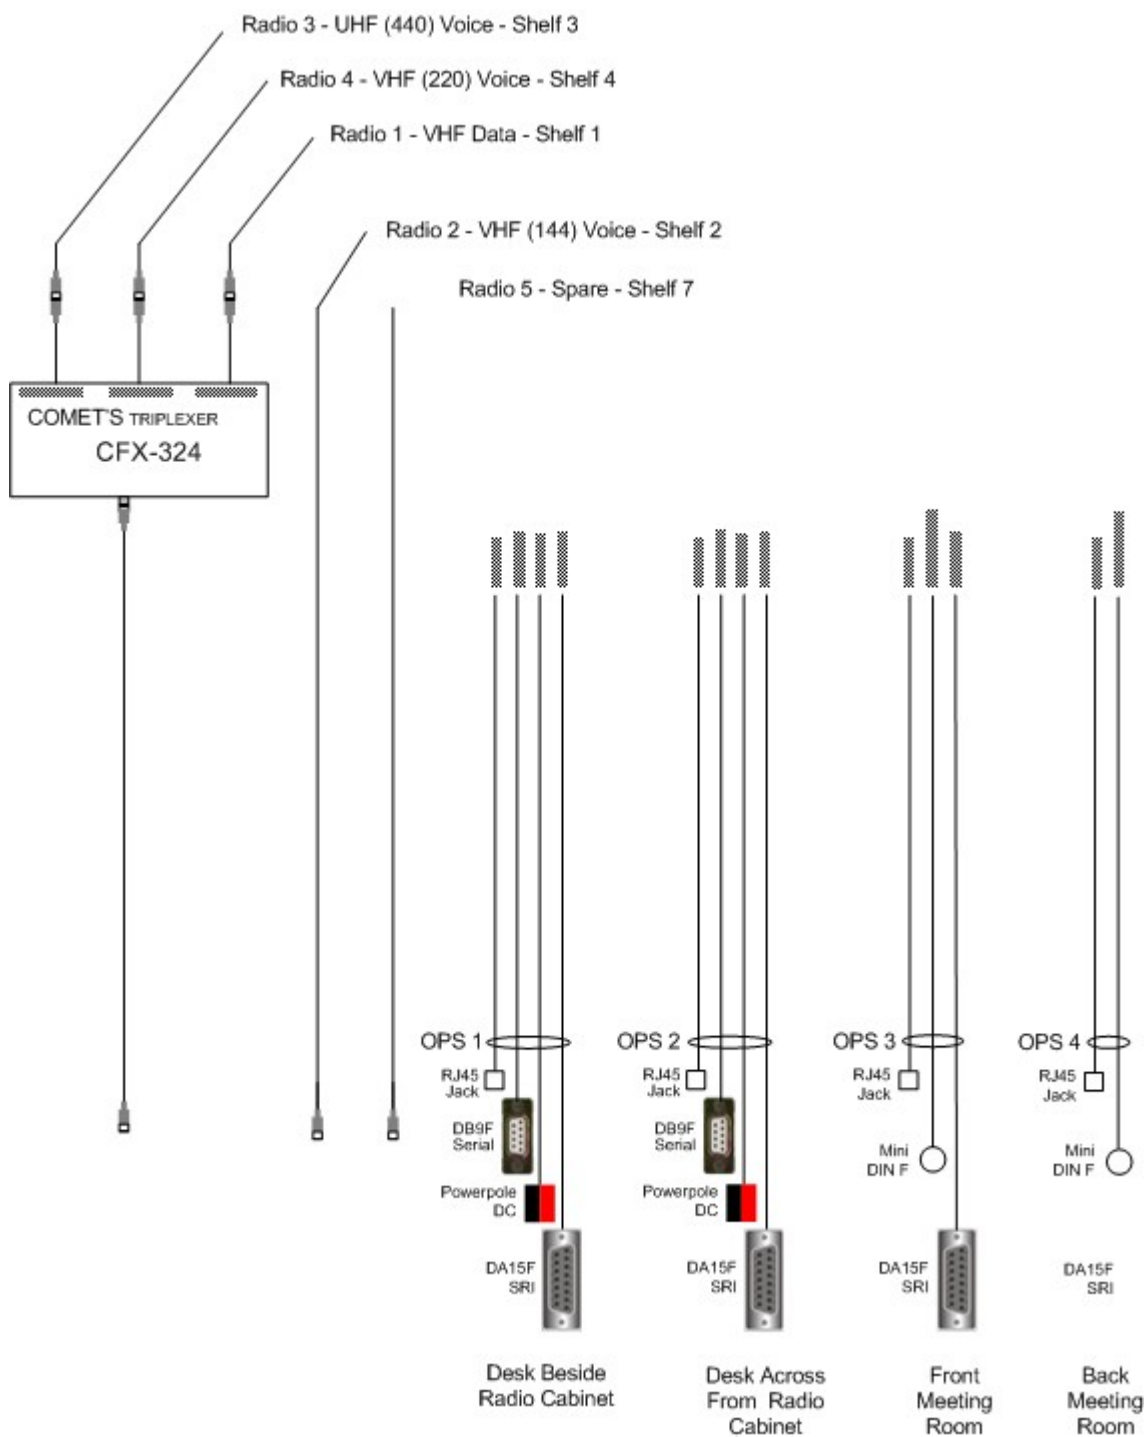 Radio 3 - UHF (440) Voice - Shelf 3
Radio 4 - VHF (220) Voice - Shelf 4
Radio 1 - VHF Data - Shelf 1
Radio 2 - VHF (144) Voice - Shelf 2
Radio 5 - Spare - Shelf 7
COMET'S TRIPLEXER
CFX-324
OPS 1
RJ45
Jack
DB9F
Serial
Powerpole
DC
DA15F
SRI
Desk Beside
Radio Cabinet
OPS 2
RJ45
Jack
DB9F
Serial
Powerpole
DC
DA15F
SRI
Desk Across
From Radio
Cabinet
OPS 3
RJ45
Jack
Mini
DIN F
DA15F
SRI
Front
Meeting
Room
OPS 4
RJ45
Jack
Mini
DIN F
DA15F
SRI
Back
Meeting
Room